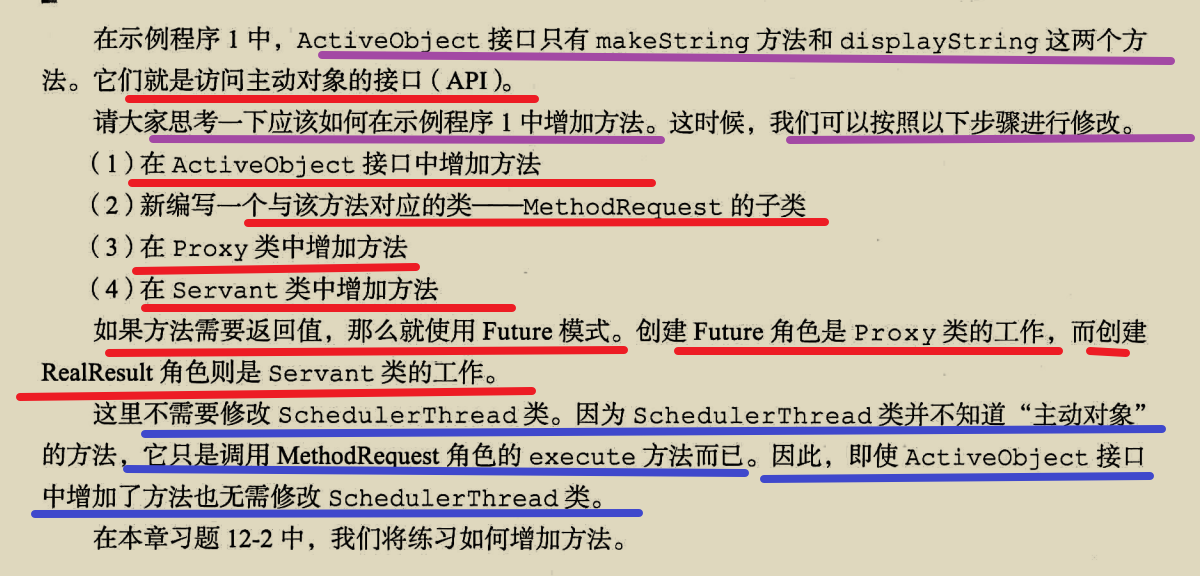 在示例程序 1 中，ActiveObject 接口只有 makeString 方法和 displayString 这两个方
法。它们就是访问主动对象的接口（API）。
请大家思考一下应该如何在示例程序 1 中增加方法。这时候，我们可以按照以下步骤进行修改。
（1）在 ActiveObject 接口中增加方法
（2）新编写一个与该方法对应的类——MethodRequest 的子类
（3）在 Proxy 类中增加方法
（4）在 Servant 类中增加方法
如果方法需要返回值，那么就使用 Future 模式。创建 Future 角色是 Proxy 类的工作，而创建
RealResult 角色则是 Servant 类的工作。
这里不需要修改 SchedulerThread 类。因为 SchedulerThread 类并不知道“主动对象”
的方法，它只是调用 MethodRequest 角色的 execute 方法而已。因此，即使 ActiveObject 接口
中增加了方法也无需修改 SchedulerThread 类。
在本章习题 12-2 中，我们将练习如何增加方法。